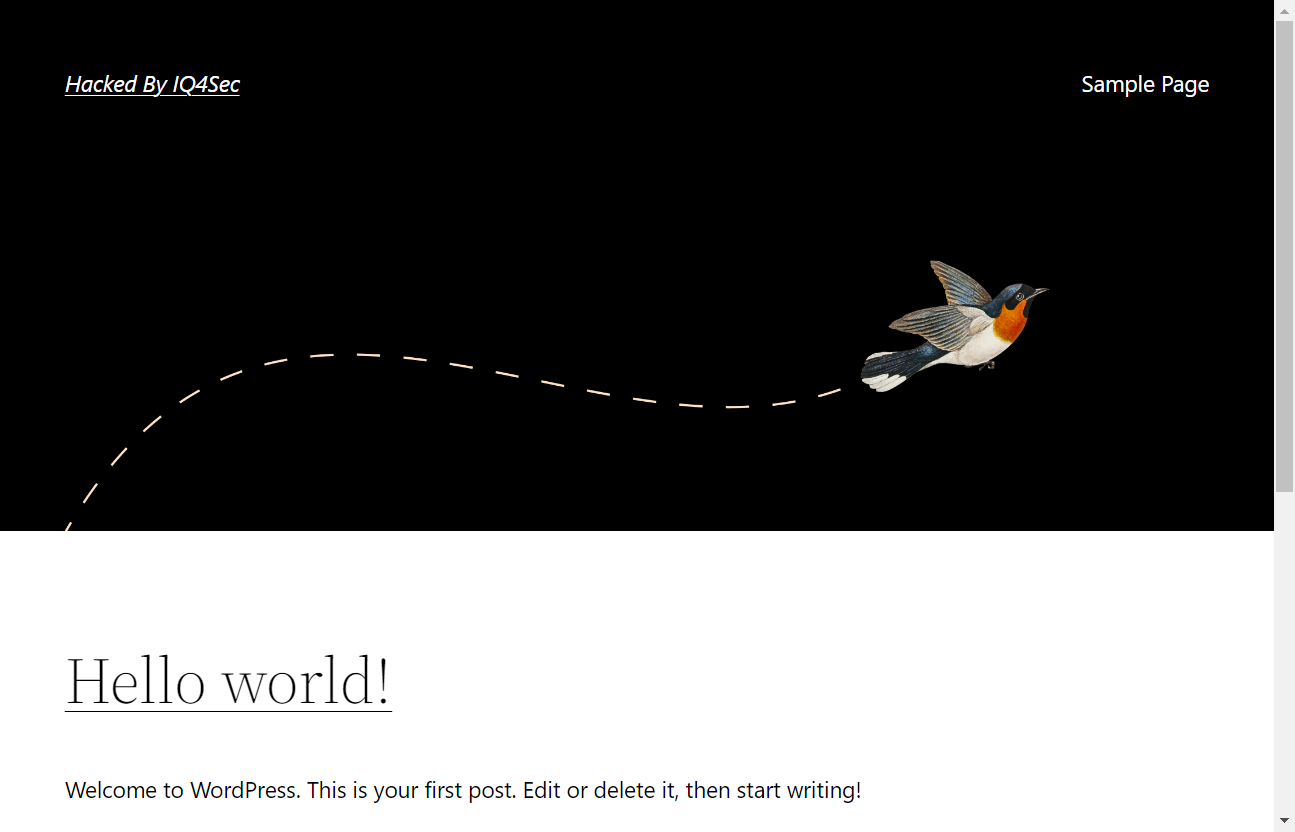 Hacked By IQ4Sec
Sample Page
Hello world!
Welcome to WordPress. This is your first post. Edit or delete it, then start writing!